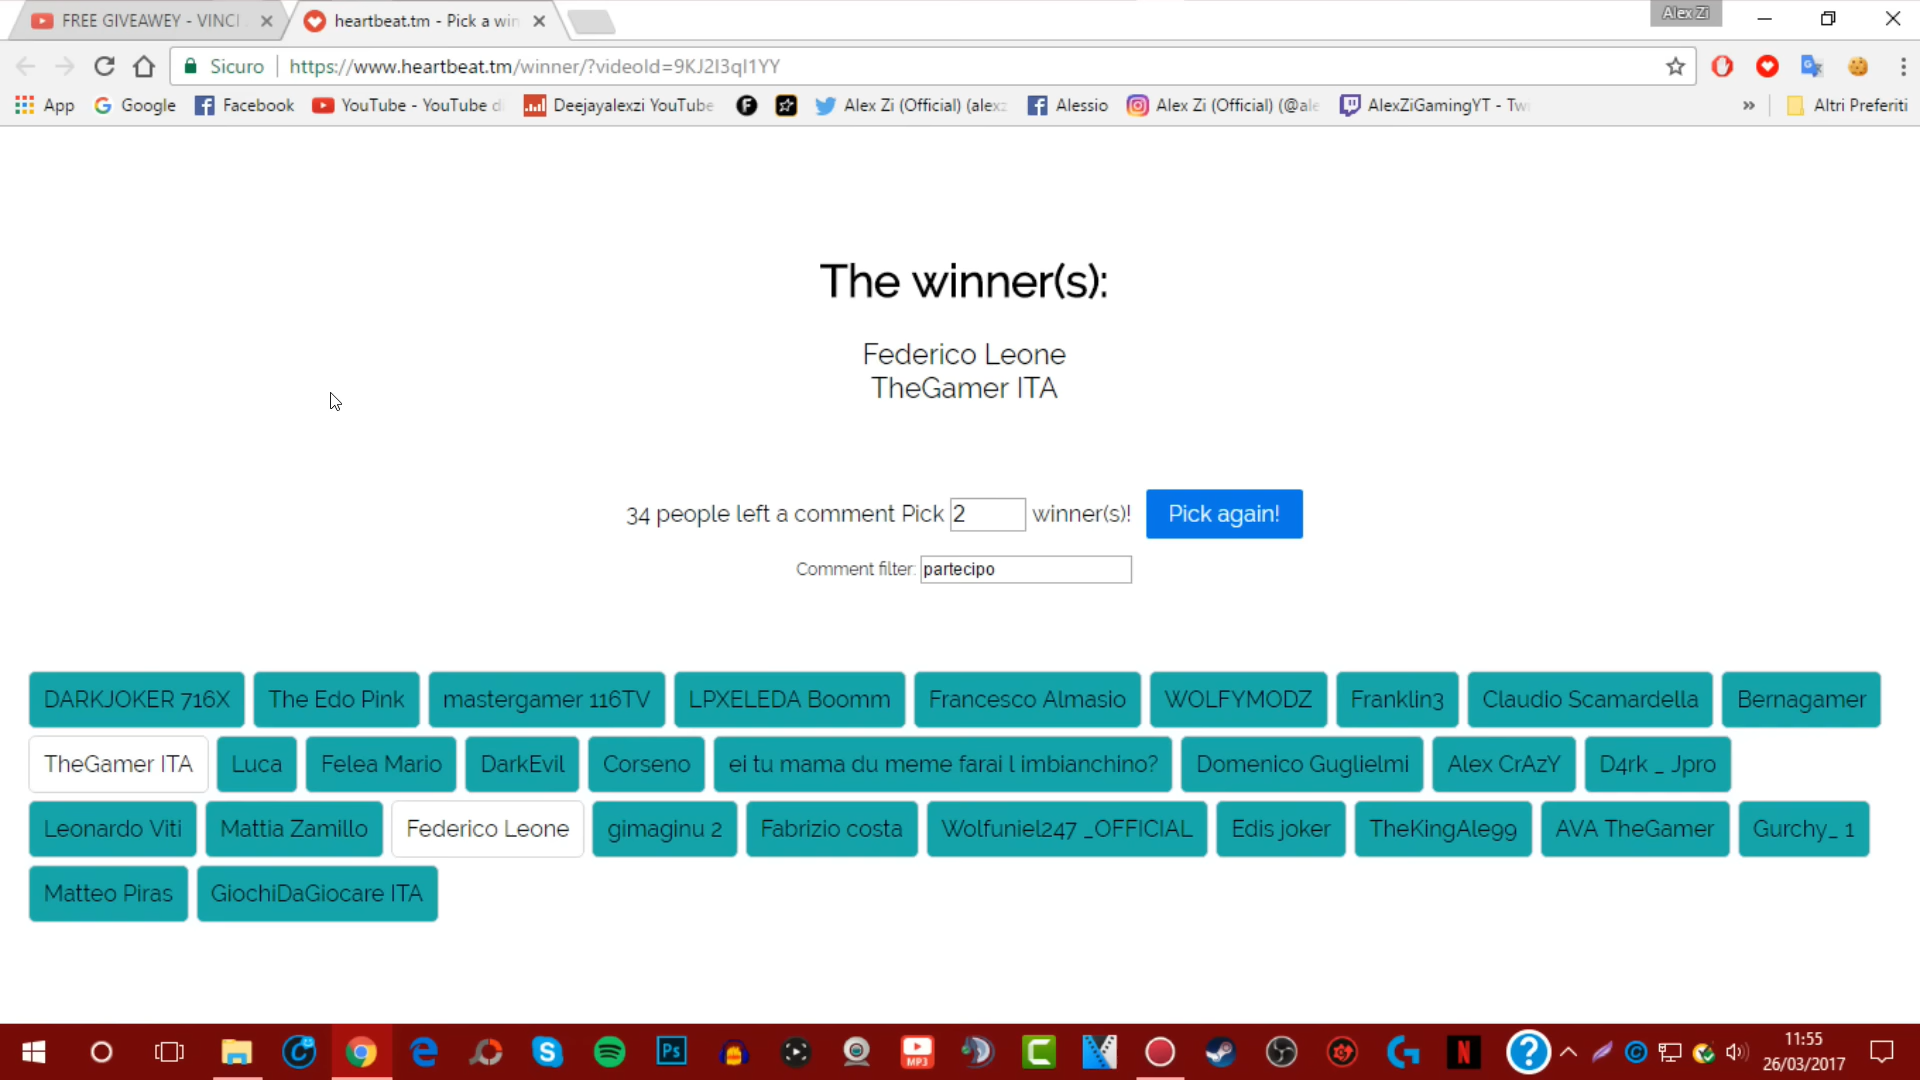 FREE GIVEAWEY - VINCI
heartbeat.tm - Pick a win
Alex Zi
Sicuro
https://www.heartbeat.tm/winner/?videoId=9KJ2I3qI1YY
App
Google
Facebook
YouTube - YouTube d
Deejayalexzi YouTube
Alex Zi (Official) (alexz
Alessio
Alex Zi (Official) (@ale
AlexZiGamingYT - Tw
»
Altri Preferiti
The winner(s):
Federico Leone
TheGamer ITA
34 people left a comment Pick 2 winner(s)! Pick again!
Comment filter: partecipo
DARKJOKER 716X The Edo Pink mastergamer 116TV LPXELEDA Boomm Francesco Almasio WOLFYMODZ Franklin3 Claudio Scamardella Bernagamer
TheGamer ITA Luca Felea Mario DarkEvil Corseno ei tu mama du meme farai l imbianchino? Domenico Guglielmi Alex CrAzY D4rk _ Jpro
Leonardo Viti Mattia Zamillo Federico Leone gimaginu 2 Fabrizio costa Wolfuniel247 _OFFICIAL Edis joker TheKingAle99 AVA TheGamer Gurchy_ 1
Matteo Piras GiochiDaGiocare ITA
Ps
MP3
11:55
26/03/2017